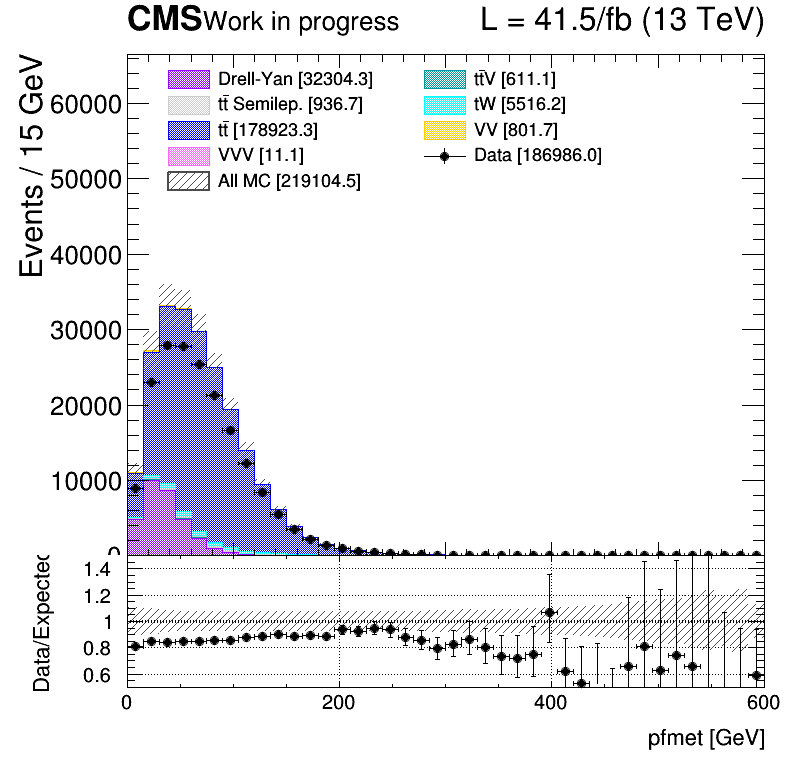 CMS Work in progress L = 41.5/fb (13 TeV)
Drell-Yan [32304.3] tt̄V [611.1]
tt̄ Semilep. [936.7] tW [5516.2]
tt̄ [178923.3] VV [801.7]
VVV [11.1] Data [186986.0]
All MC [219104.5]
Events / 15 GeV
60000
50000
40000
30000
20000
10000
0
Data/Expected
1.4
1.2
1
0.8
0.6
0 200 400 600
pfmet [GeV]